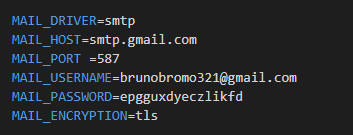 MAIL_DRIVER=smtp
MAIL_HOST=smtp.gmail.com
MAIL_PORT =587
MAIL_USERNAME=brunobromo321@gmail.com
MAIL_PASSWORD=epgguxdyeczlikfd
MAIL_ENCRYPTION=tls